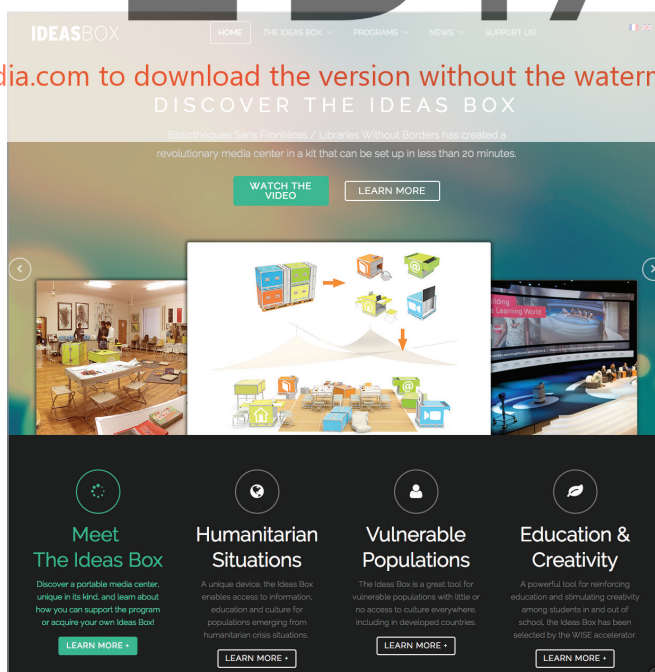 IDEASBOX
HOME THE IDEAS BOX PROGRAMS NEWS SUPPORT US!
dia.com to download the version without the waterm
DISCOVER THE IDEAS BOX
Bibliothèques Sans Frontières / Libraries Without Borders has created a
revolutionary media center in a kit that can be set up in less than 20 minutes.
WATCH THE
VIDEO
LEARN MORE
@
ilding
Learning World
@
Meet
The Ideas Box
Discover a portable media center,
unique in its kind, and learn about
how you can support the program
or acquire your own Ideas Box!
LEARN MORE +
Humanitarian
Situations
A unique device, the Ideas Box
enables access to information,
education and culture for
populations emerging from
humanitarian crisis situations.
LEARN MORE +
Vulnerable
Populations
The Ideas Box is a great tool for
vulnerable populations with little or
no access to culture everywhere,
including in developed countries.
LEARN MORE +
Education &
Creativity
A powerful tool for reinforcing
education and stimulating creativity
among students in and out of
school, the Ideas Box has been
selected by the WISE accelerator
LEARN MORE +